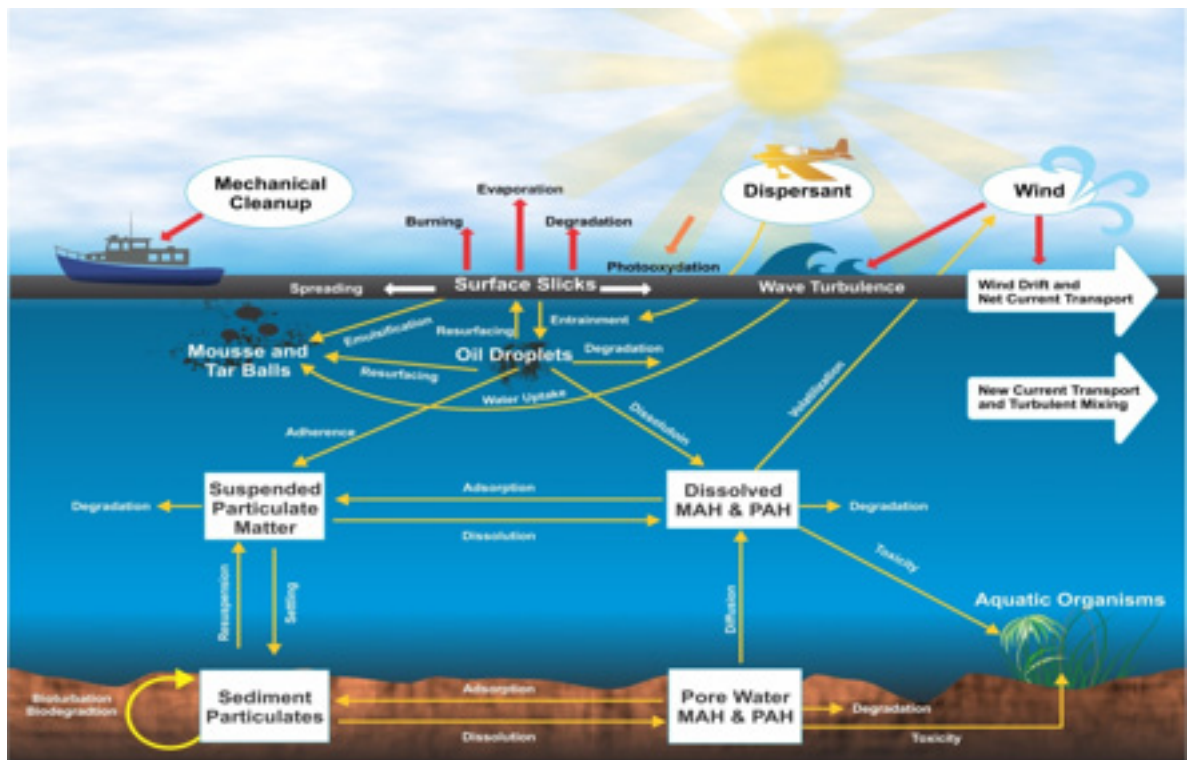 Mechanical
Cleanup
Evaporation
Burning
Degradation
Dispersant
Wind
Photooxydation
Spreading
Surface Slicks
Wave Turbulence
Wind Drift and
Net Current Transport
Emulsification
Resurfacing
Entrainment
Mousse and
Tar Balls
Oil Droplets
Degradation
Resurfacing
Water Uptake
Volatilization
New Current Transport
and Turbulent Mixing
Adherence
Dissolutoin
Suspended
Particulate
Matter
Degradation
Adsorption
Dissolution
Dissolved
MAH & PAH
Degradation
Toxicity
Resuspension
Settling
Diffusion
Aquatic Organisms
Bioturbation
Biodegradtion
Sediment
Particulates
Adsorption
Dissolution
Pore Water
MAH & PAH
Degradation
Toxicity